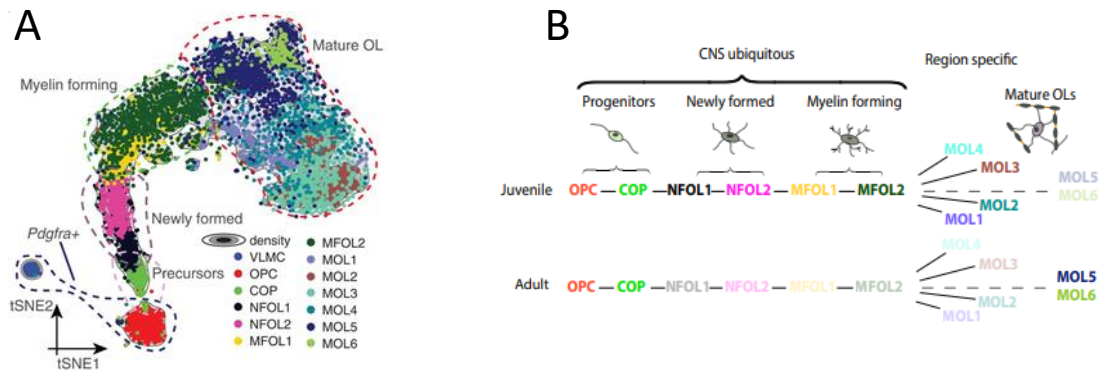 A
Mature OL
Myelin forming
Newly formed
Pdgfra+
Precursors
density
VLMC
OPC
COP
NFOL1
NFOL2
MFOL1
MFOL2
MOL1
MOL2
MOL3
MOL4
MOL5
MOL6
tSNE2
tSNE1
B
CNS ubiquitous
Region specific
Progenitors
Newly formed
Myelin forming
Mature OLs
Juvenile
OPC — COP — NFOL1—NFOL2 — MFOL1—MFOL2
MOL4
MOL3
MOL2
MOL1
MOL5
MOL6
Adult
OPC — COP — NFOL1—NFOL2 — MFOL1—MFOL2
MOL4
MOL3
MOL2
MOL1
MOL5
MOL6